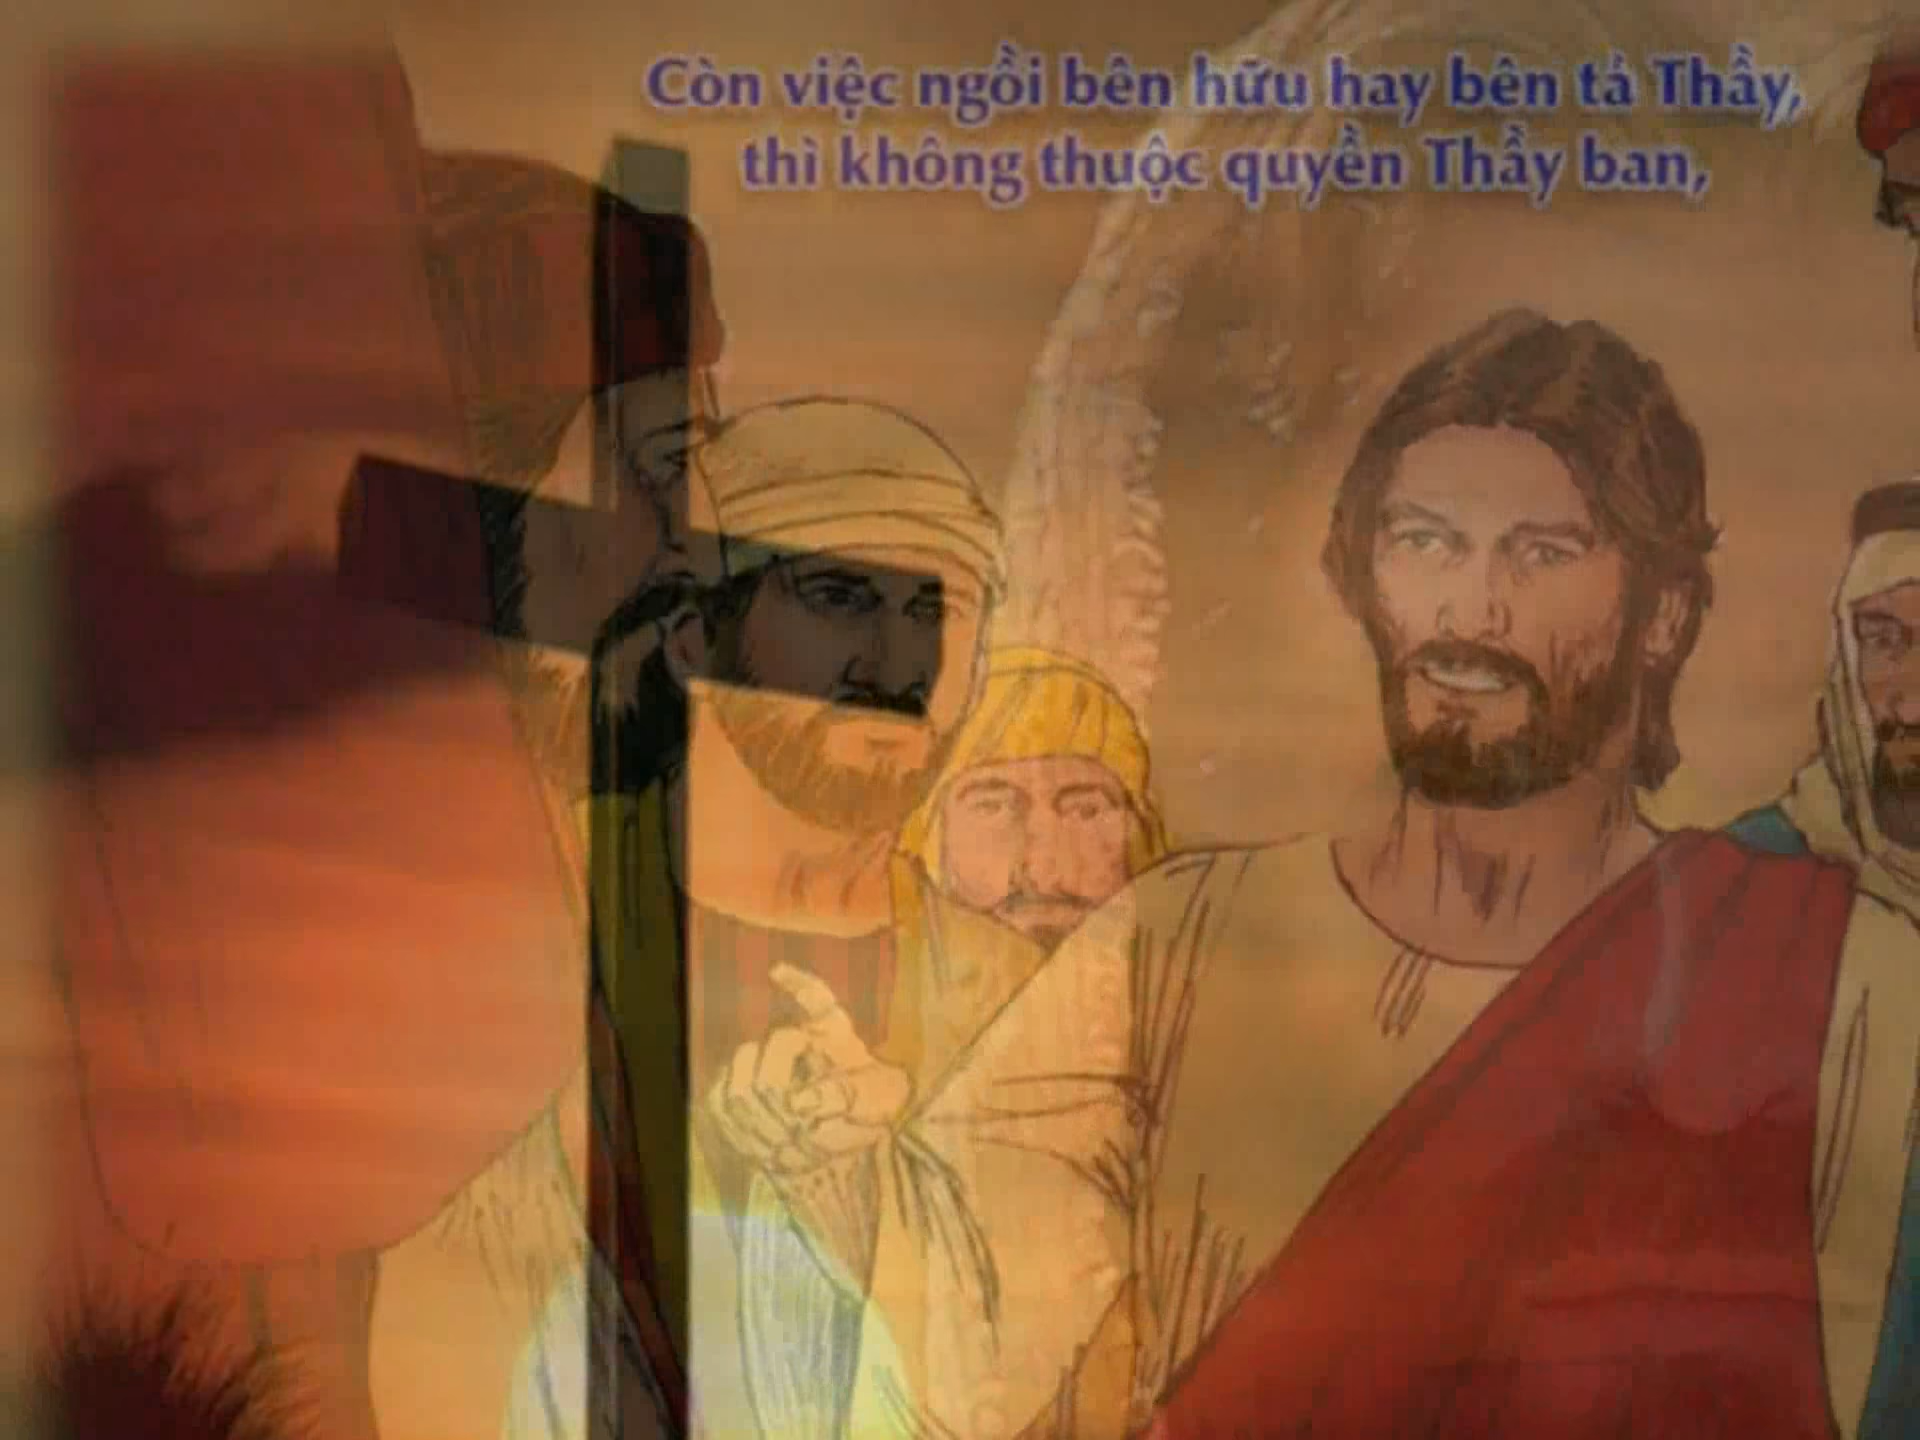 Còn việc ngồi bên hữu hay bên tả Thầy,
thì không thuộc quyền Thầy ban,